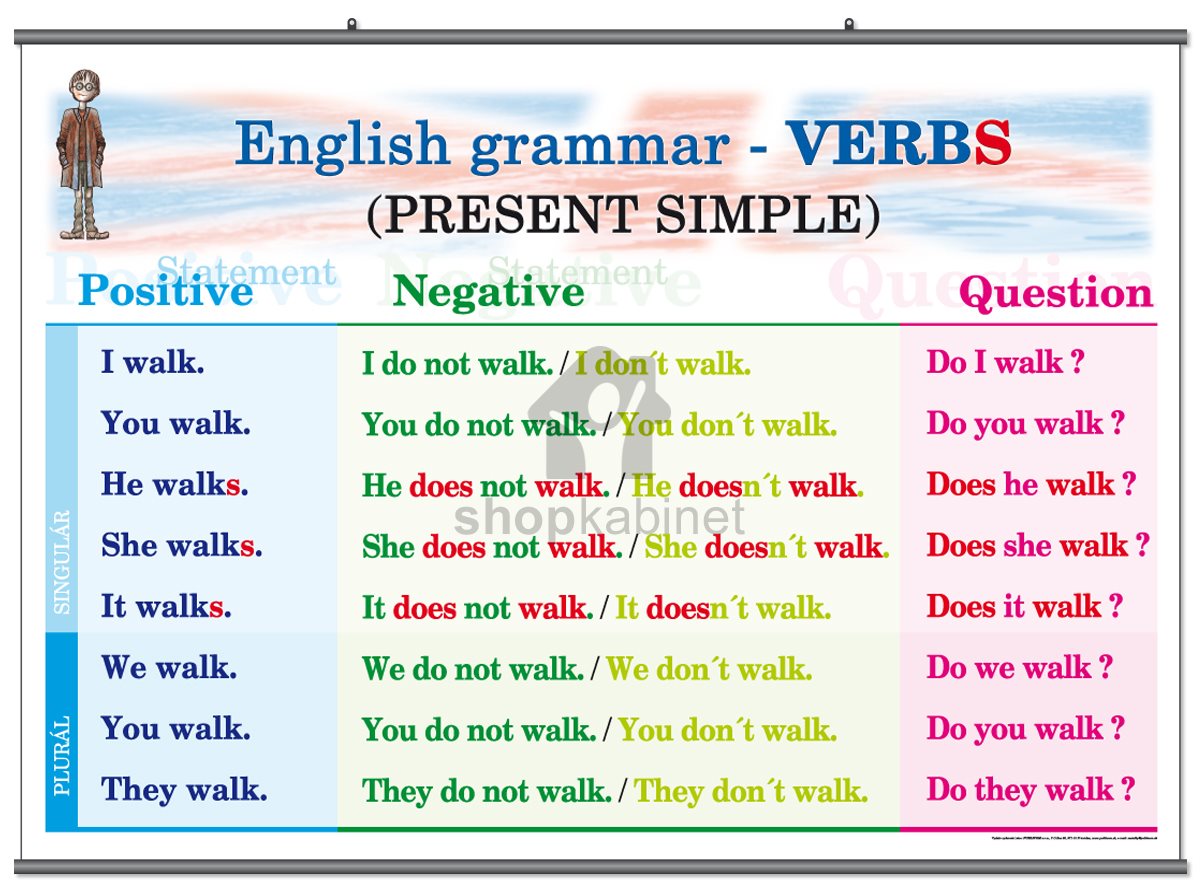 English grammar - VERBS
(PRESENT SIMPLE)
Positive Statement
Negative Statement
Question
Positive
Negative
Question
SINGULÁR
I walk. I do not walk. / I don´t walk. Do I walk ?
You walk. You do not walk. / You don´t walk. Do you walk ?
He walks. He does not walk. / He doesn´t walk. Does he walk ?
She walks. She does not walk. / She doesn´t walk. Does she walk ?
It walks. It does not walk. / It doesn´t walk. Does it walk ?
PLURÁL
We walk. We do not walk. / We don´t walk. Do we walk ?
You walk. You do not walk. / You don´t walk. Do you walk ?
They walk. They do not walk. / They don´t walk. Do they walk ?
shopkabinet